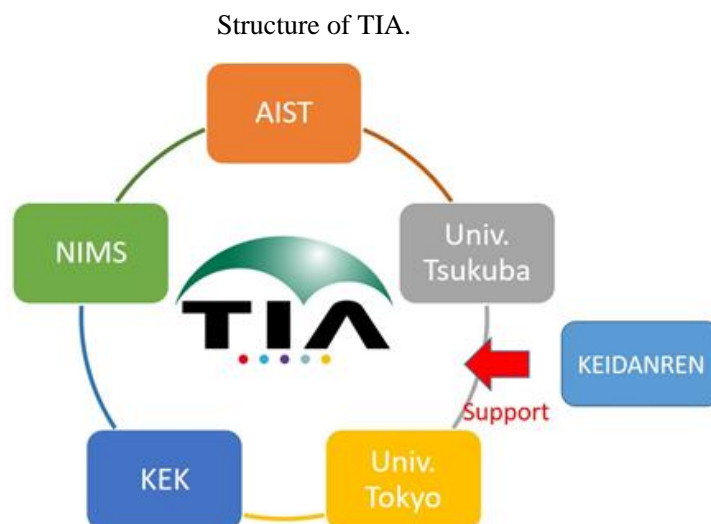 Structure of TIA.
AIST
NIMS
Univ.
Tsukuba
TIA
KEIDANREN
Support
KEK
Univ.
Tokyo